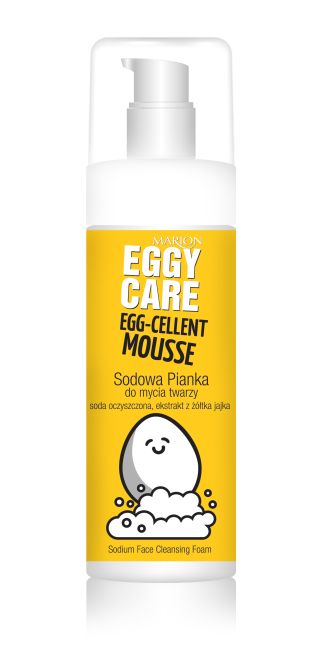 MARION
EGGY
CARE
EGG-CELLENT
MOUSSE
Sodowa Pianka
do mycia twarzy
soda oczyszczona, ekstrakt z żółtka jajka
Sodium Face Cleansing Foam